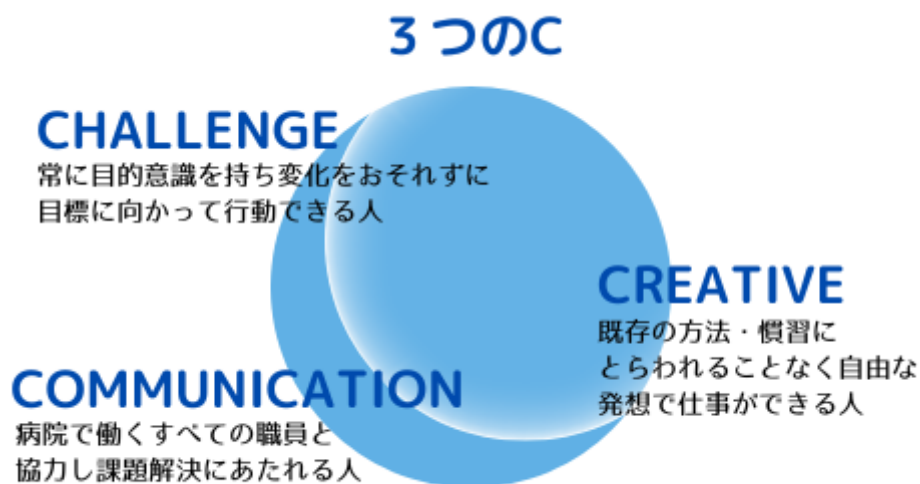 ３つのC
CHALLENGE
常に目的意識を持ち変化をおそれずに
目標に向かって行動できる人
CREATIVE
既存の方法・慣習に
とらわれることなく自由な
発想で仕事ができる人
COMMUNICATION
病院で働くすべての職員と
協力し課題解決にあたれる人